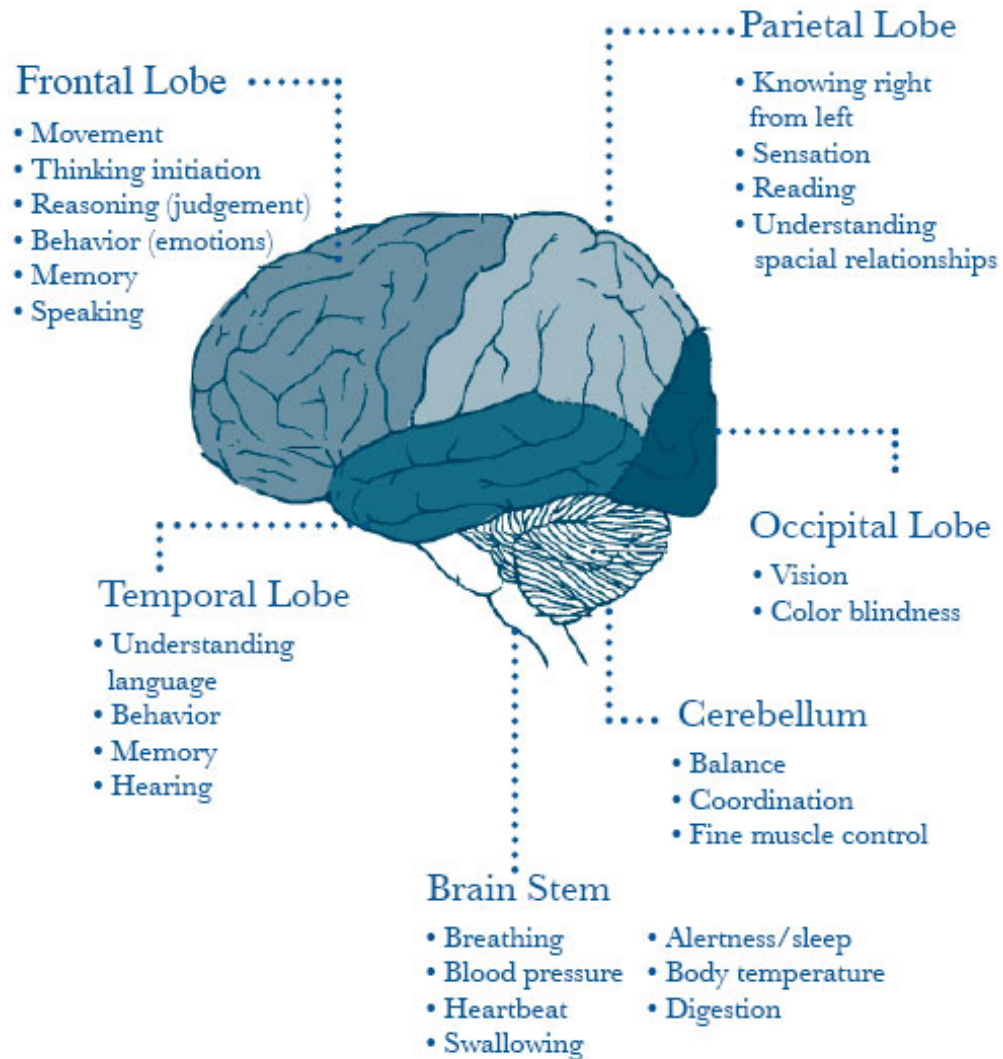 Parietal Lobe
• Knowing right
from left
• Sensation
• Reading
• Understanding
spacial relationships
Frontal Lobe
• Movement
• Thinking initiation
• Reasoning (judgement)
• Behavior (emotions)
• Memory
• Speaking
Occipital Lobe
• Vision
• Color blindness
Temporal Lobe
• Understanding
language
• Behavior
• Memory
• Hearing
Cerebellum
• Balance
• Coordination
• Fine muscle control
Brain Stem
• Breathing
• Blood pressure
• Heartbeat
• Swallowing
• Alertness/sleep
• Body temperature
• Digestion